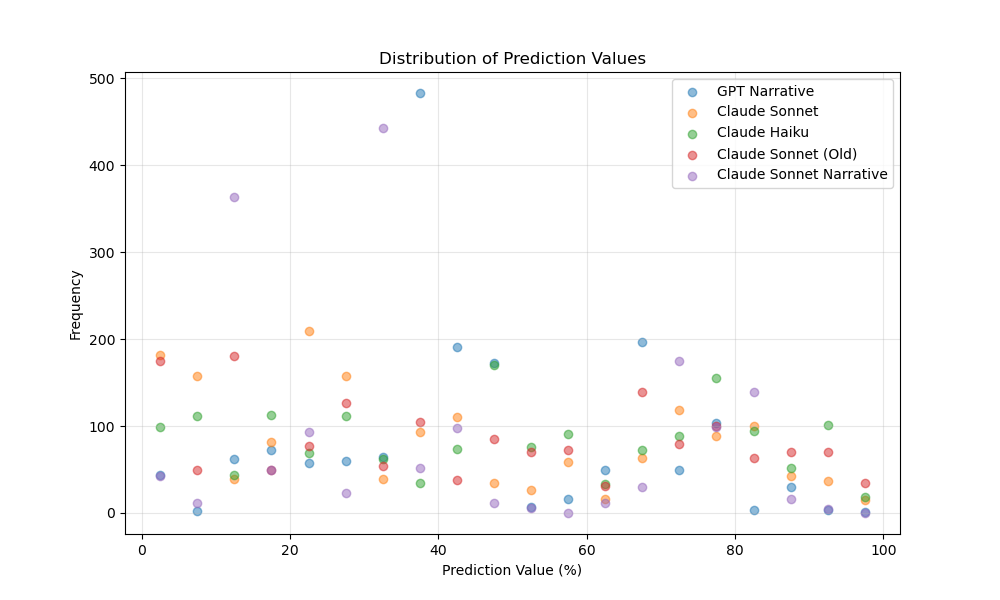 Distribution of Prediction Values
500
400
300
200
100
0
Frequency
GPT Narrative
Claude Sonnet
Claude Haiku
Claude Sonnet (Old)
Claude Sonnet Narrative
0 20 40 60 80 100
Prediction Value (%)